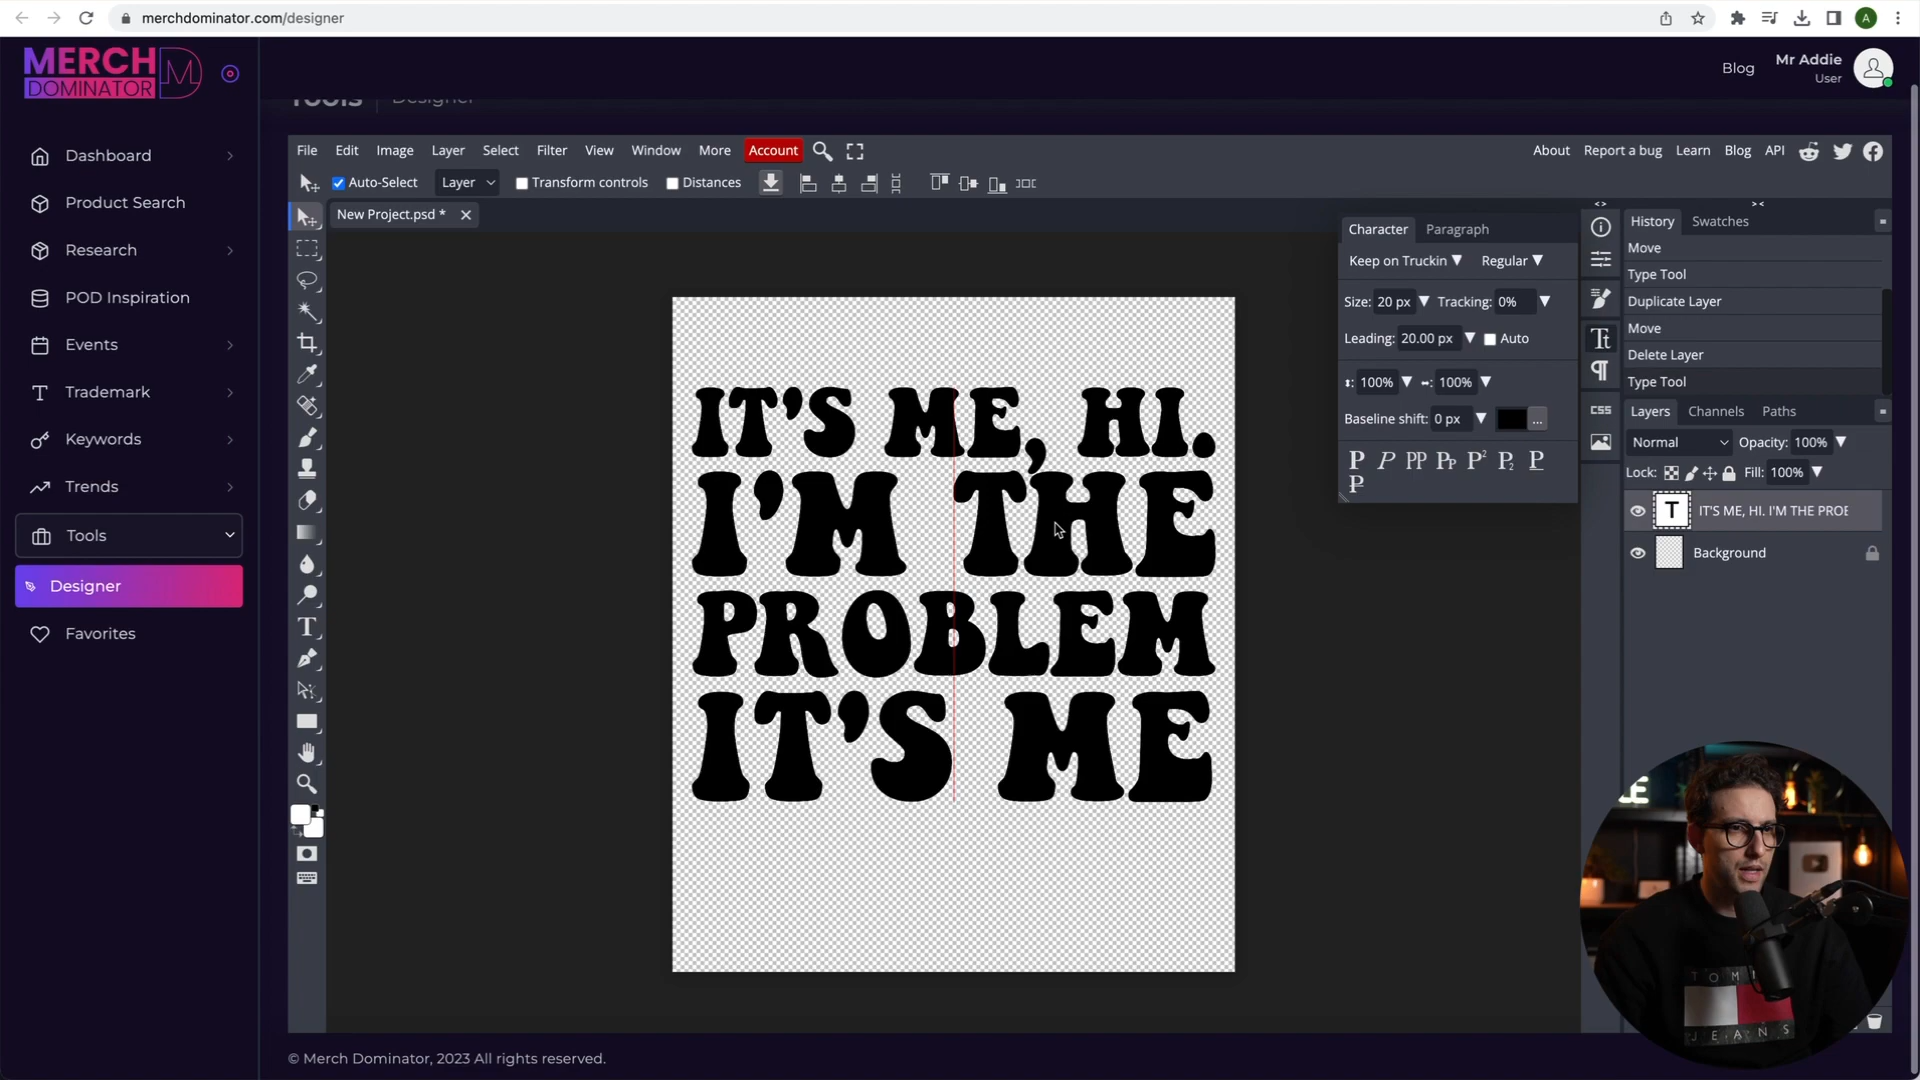 merchdominator.com/designer
A
MERCH
DOMINATOR
Blog
Mr Addie
User
Tools | Designer
Dashboard
Product Search
Research
POD Inspiration
Events
Trademark
Keywords
Trends
Tools
Designer
Favorites
File Edit Image Layer Select Filter View Window More Account
About Report a bug Learn Blog API
Auto-Select Layer Transform controls Distances
New Project.psd *
IT'S ME, HI.
I'M THE
PROBLEM
IT'S ME
Character Paragraph
Keep on Truckin Regular
Size: 20 px Tracking: 0%
Leading: 20.00 px Auto
100% 100%
Baseline shift: 0 px ...
CSS
History Swatches
Move
Type Tool
Duplicate Layer
Move
Delete Layer
Type Tool
Layers Channels Paths
Normal Opacity: 100%
Lock: Fill: 100%
T IT'S ME, HI. I'M THE PROB
Background
TOM
JEANS
© Merch Dominator, 2023 All rights reserved.